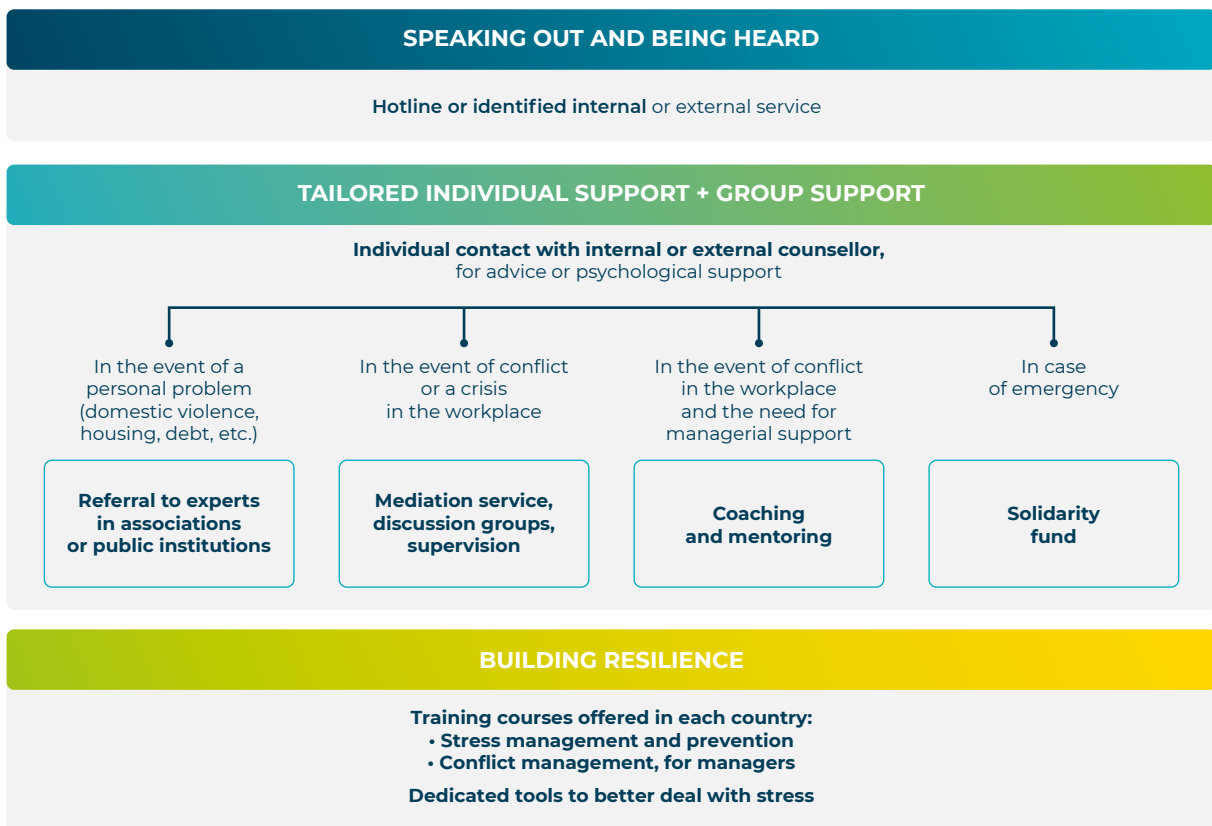 SPEAKING OUT AND BEING HEARD
Hotline or identified internal or external service
TAILORED INDIVIDUAL SUPPORT + GROUP SUPPORT
Individual contact with internal or external counsellor,
for advice or psychological support
In the event of a
personal problem
(domestic violence,
housing, debt, etc.)
Referral to experts
in associations
or public institutions
In the event of conflict
or a crisis
in the workplace
Mediation service,
discussion groups,
supervision
In the event of conflict
in the workplace
and the need for
managerial support
Coaching
and mentoring
In case
of emergency
Solidarity
fund
BUILDING RESILIENCE
Training courses offered in each country:
• Stress management and prevention
• Conflict management, for managers
Dedicated tools to better deal with stress